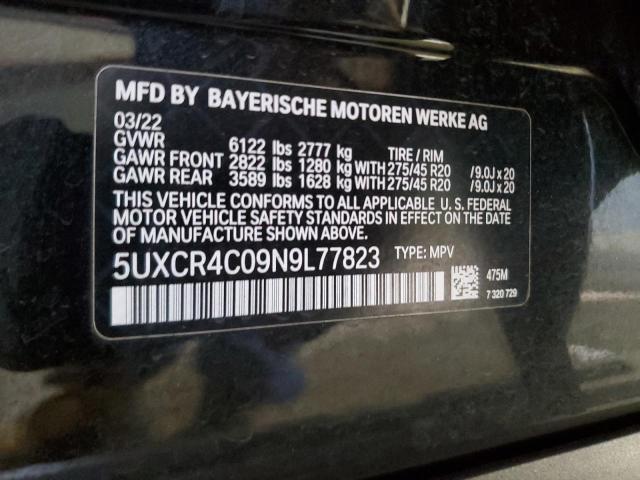 MFD BY BAYERISCHE MOTOREN WERKE AG
03/22
GVWR 6122 lbs 2777 kg TIRE / RIM
GAWR FRONT 2822 lbs 1280 kg WITH 275/45 R20 / 9.0J x 20
GAWR REAR 3589 lbs 1628 kg WITH 275/45 R20 / 9.0J x 20
THIS VEHICLE CONFORMS TO ALL APPLICABLE U. S. FEDERAL
MOTOR VEHICLE SAFETY STANDARDS IN EFFECT ON THE DATE OF
MANUFACTURE SHOWN ABOVE.
5UXCR4C09N9L77823 TYPE: MPV
475M
7 320 729